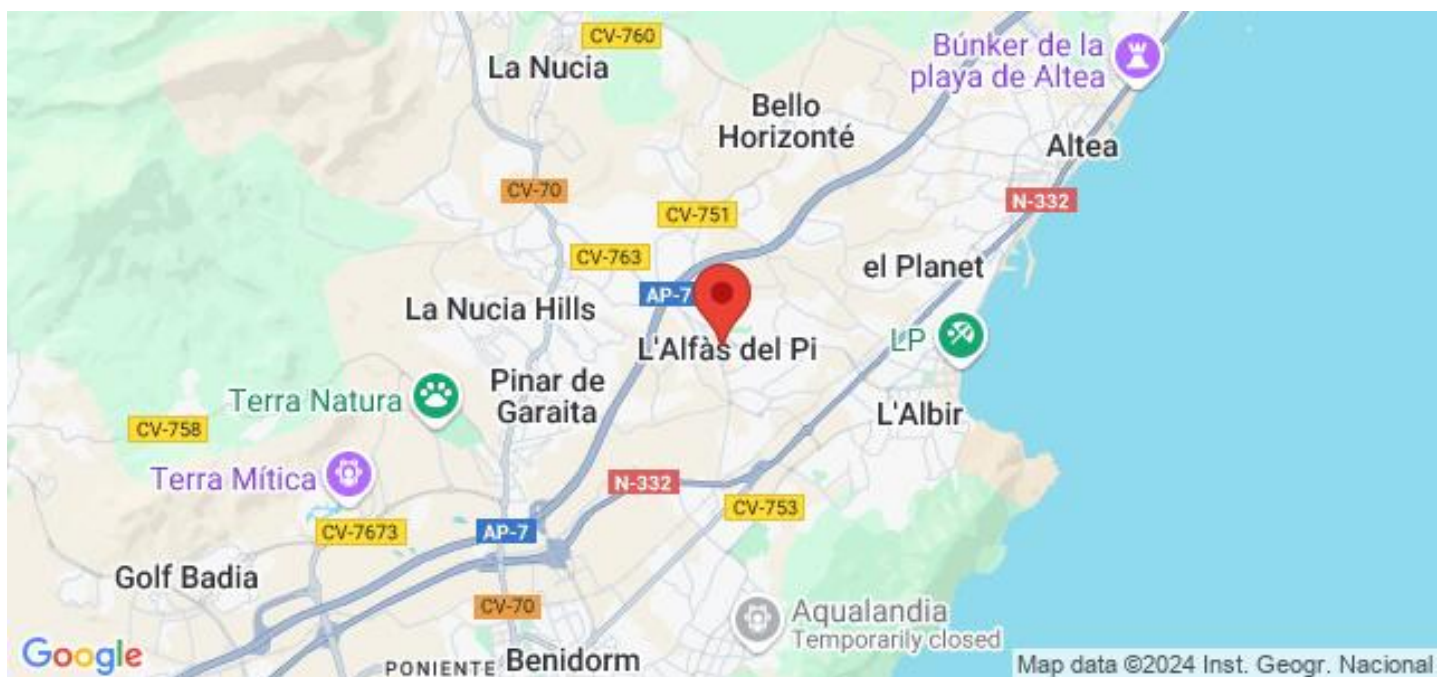 CV-760
La Nucia
Búnker de la
playa de Altea
Bello
Horizonté
Altea
CV-70
N-332
CV-751
CV-763
el Planet
AP-7
La Nucia Hills
L'Alfàs del Pi
LP
Pinar de
Garaita
Terra Natura
L'Albir
CV-758
Terra Mítica
N-332
CV-753
CV-7673
AP-7
Golf Badia
CV-70
Aqualandia
Temporarily closed
Google
PONIENTE
Benidorm
Map data ©2024 Inst. Geogr. Nacional